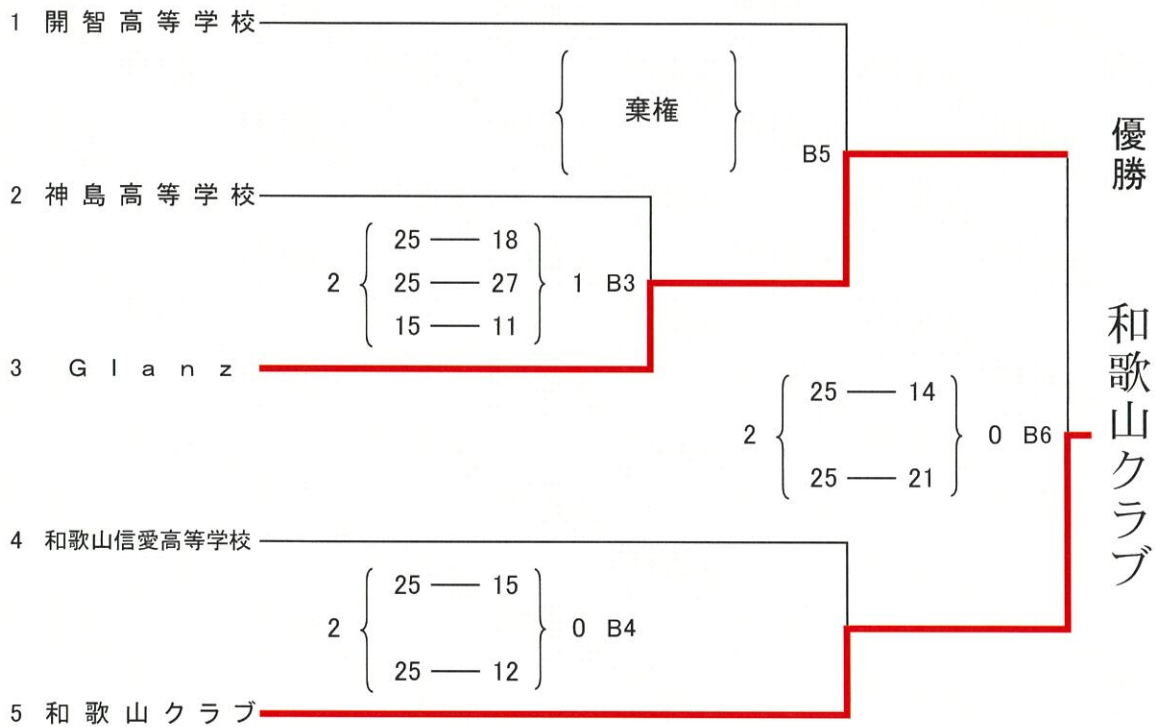 1 開智高等学校
棄権
B5
2 神島高等学校
25 — 18
2 25 — 27 1 B3
15 — 11
3 Glanz
25 — 14
2 0 B6
25 — 21
4 和歌山信愛高等学校
25 — 15
2 0 B4
25 — 12
5 和歌山クラブ
優勝 和歌山クラブ